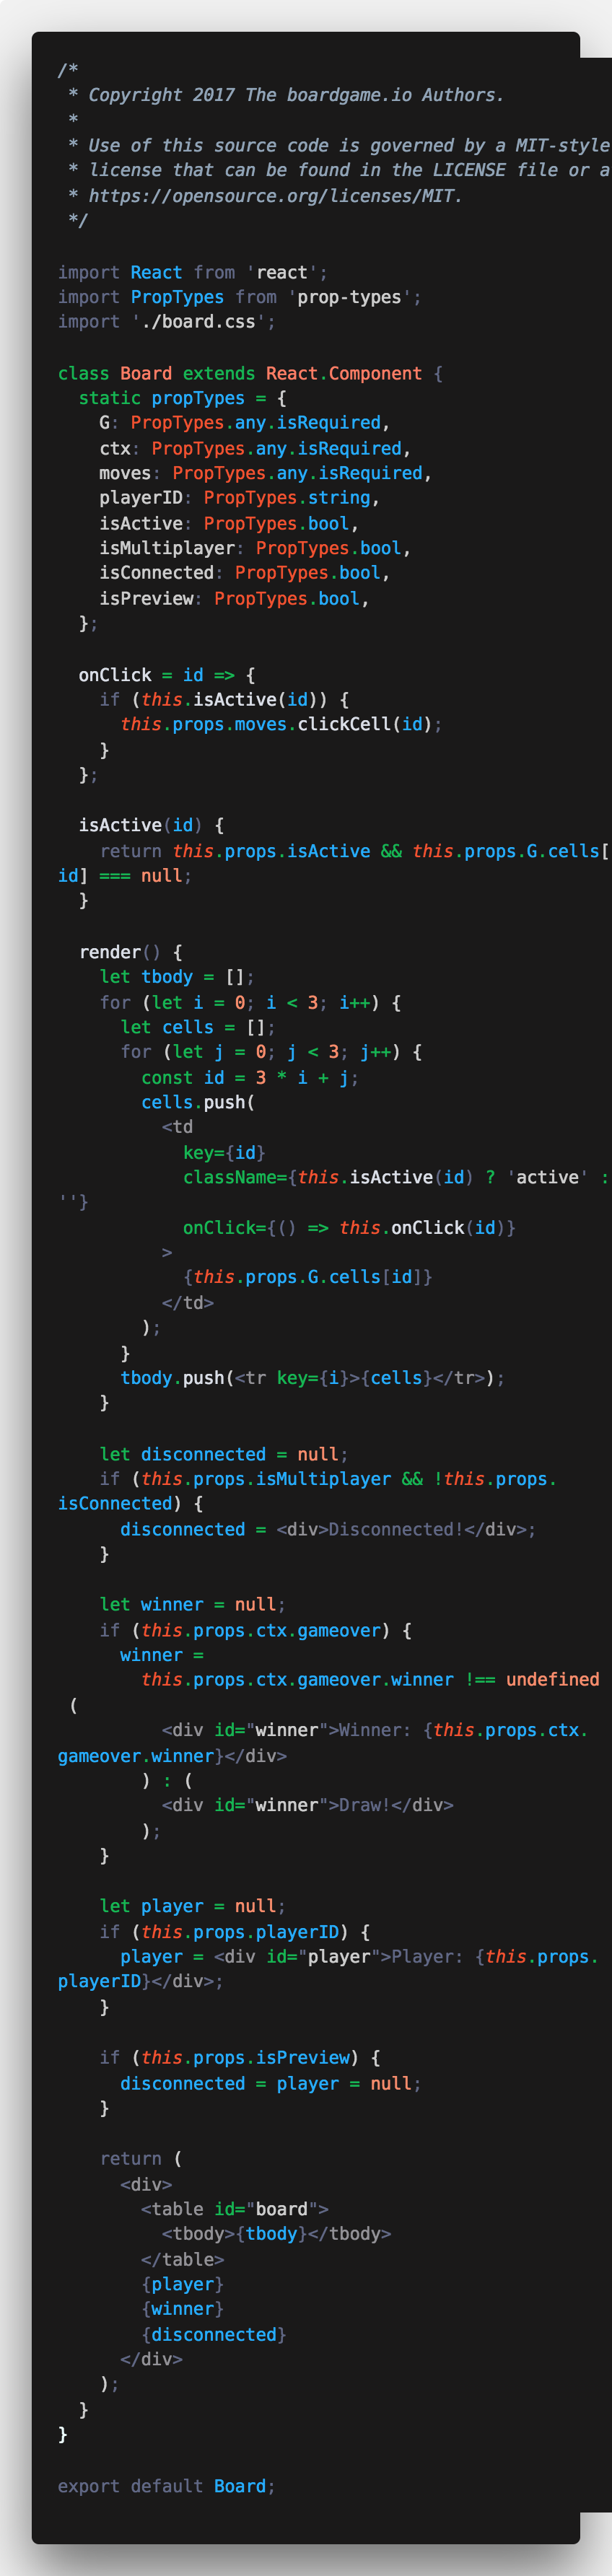 /*
 * Copyright 2017 The boardgame.io Authors.
 *
 * Use of this source code is governed by a MIT-style
 * license that can be found in the LICENSE file or a
 * https://opensource.org/licenses/MIT.
 */

import React from 'react';
import PropTypes from 'prop-types';
import './board.css';

class Board extends React.Component {
  static propTypes = {
    G: PropTypes.any.isRequired,
    ctx: PropTypes.any.isRequired,
    moves: PropTypes.any.isRequired,
    playerID: PropTypes.string,
    isActive: PropTypes.bool,
    isMultiplayer: PropTypes.bool,
    isConnected: PropTypes.bool,
    isPreview: PropTypes.bool,
  };

  onClick = id => {
    if (this.isActive(id)) {
      this.props.moves.clickCell(id);
    }
  };

  isActive(id) {
    return this.props.isActive && this.props.G.cells[
id] === null;
  }

  render() {
    let tbody = [];
    for (let i = 0; i < 3; i++) {
      let cells = [];
      for (let j = 0; j < 3; j++) {
        const id = 3 * i + j;
        cells.push(
          <td
            key={id}
            className={this.isActive(id) ? 'active' :
''}
            onClick={() => this.onClick(id)}
          >
            {this.props.G.cells[id]}
          </td>
        );
      }
      tbody.push(<tr key={i}>{cells}</tr>);
    }

    let disconnected = null;
    if (this.props.isMultiplayer && !this.props.
isConnected) {
      disconnected = <div>Disconnected!</div>;
    }

    let winner = null;
    if (this.props.ctx.gameover) {
      winner =
        this.props.ctx.gameover.winner !== undefined
 (
          <div id="winner">Winner: {this.props.ctx.
gameover.winner}</div>
        ) : (
          <div id="winner">Draw!</div>
        );
    }

    let player = null;
    if (this.props.playerID) {
      player = <div id="player">Player: {this.props.
playerID}</div>;
    }

    if (this.props.isPreview) {
      disconnected = player = null;
    }

    return (
      <div>
        <table id="board">
          <tbody>{tbody}</tbody>
        </table>
        {player}
        {winner}
        {disconnected}
      </div>
    );
  }
}

export default Board;